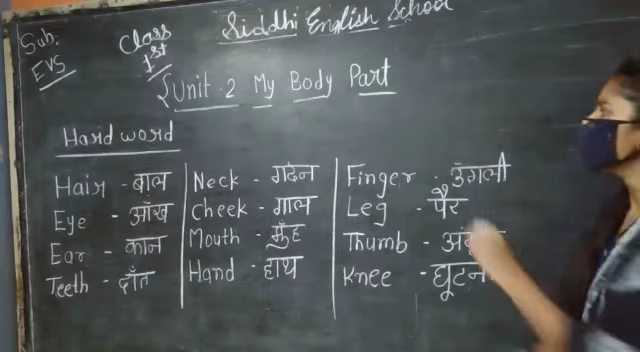 Siddhi English School
Sub:
EVS
Class
1st
Unit - 2 My Body Part
Hard word
Hair - बाल
Eye - आँख
Ear - कान
Teeth - दाँत
Neck - गर्दन
Cheek - गाल
Mouth - मुँह
Hand - हाथ
Finger - उँगली
Leg - पैर
Thumb -
Knee -